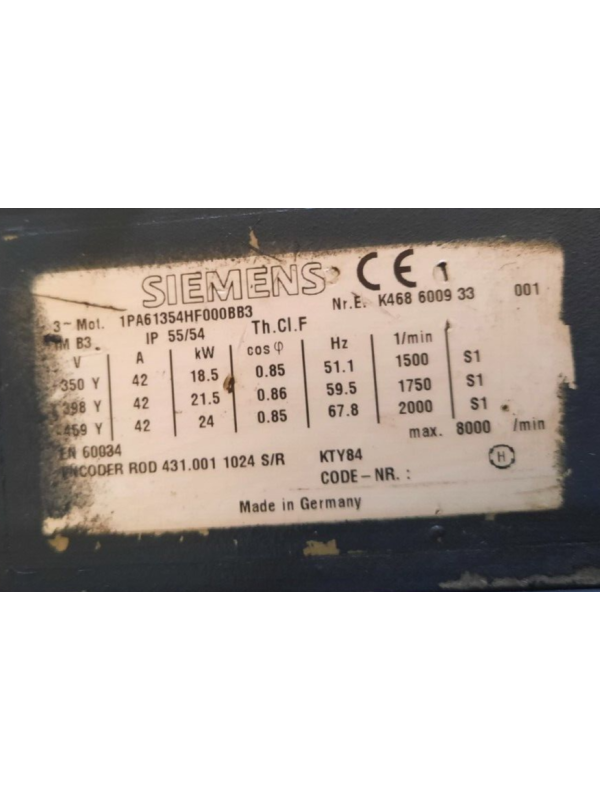 SIEMENS CE
3~Mot. 1PA61354HF000BB3 Nr.E. K468 6009 33 001
IM B3 IP 55/54 Th.Cl.F
V A kW cos φ Hz 1/min
350 Y 42 18.5 0.85 51.1 1500 S1
398 Y 42 21.5 0.86 59.5 1750 S1
459 Y 42 24 0.85 67.8 2000 S1
max. 8000 /min
EN 60034
ENCODER ROD 431.001 1024 S/R KTY84 H
CODE-NR.:
Made in Germany